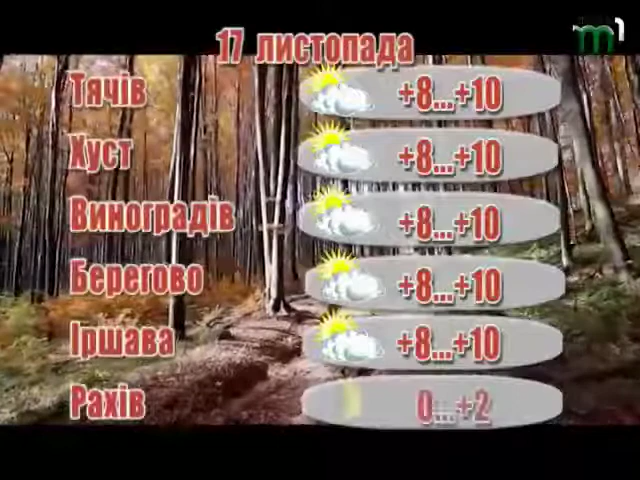 m1
17 листопада
Тячів +8...+10
Хуст +8...+10
Виноградів +8...+10
Берегово +8...+10
Іршава +8...+10
Рахів 0...+2